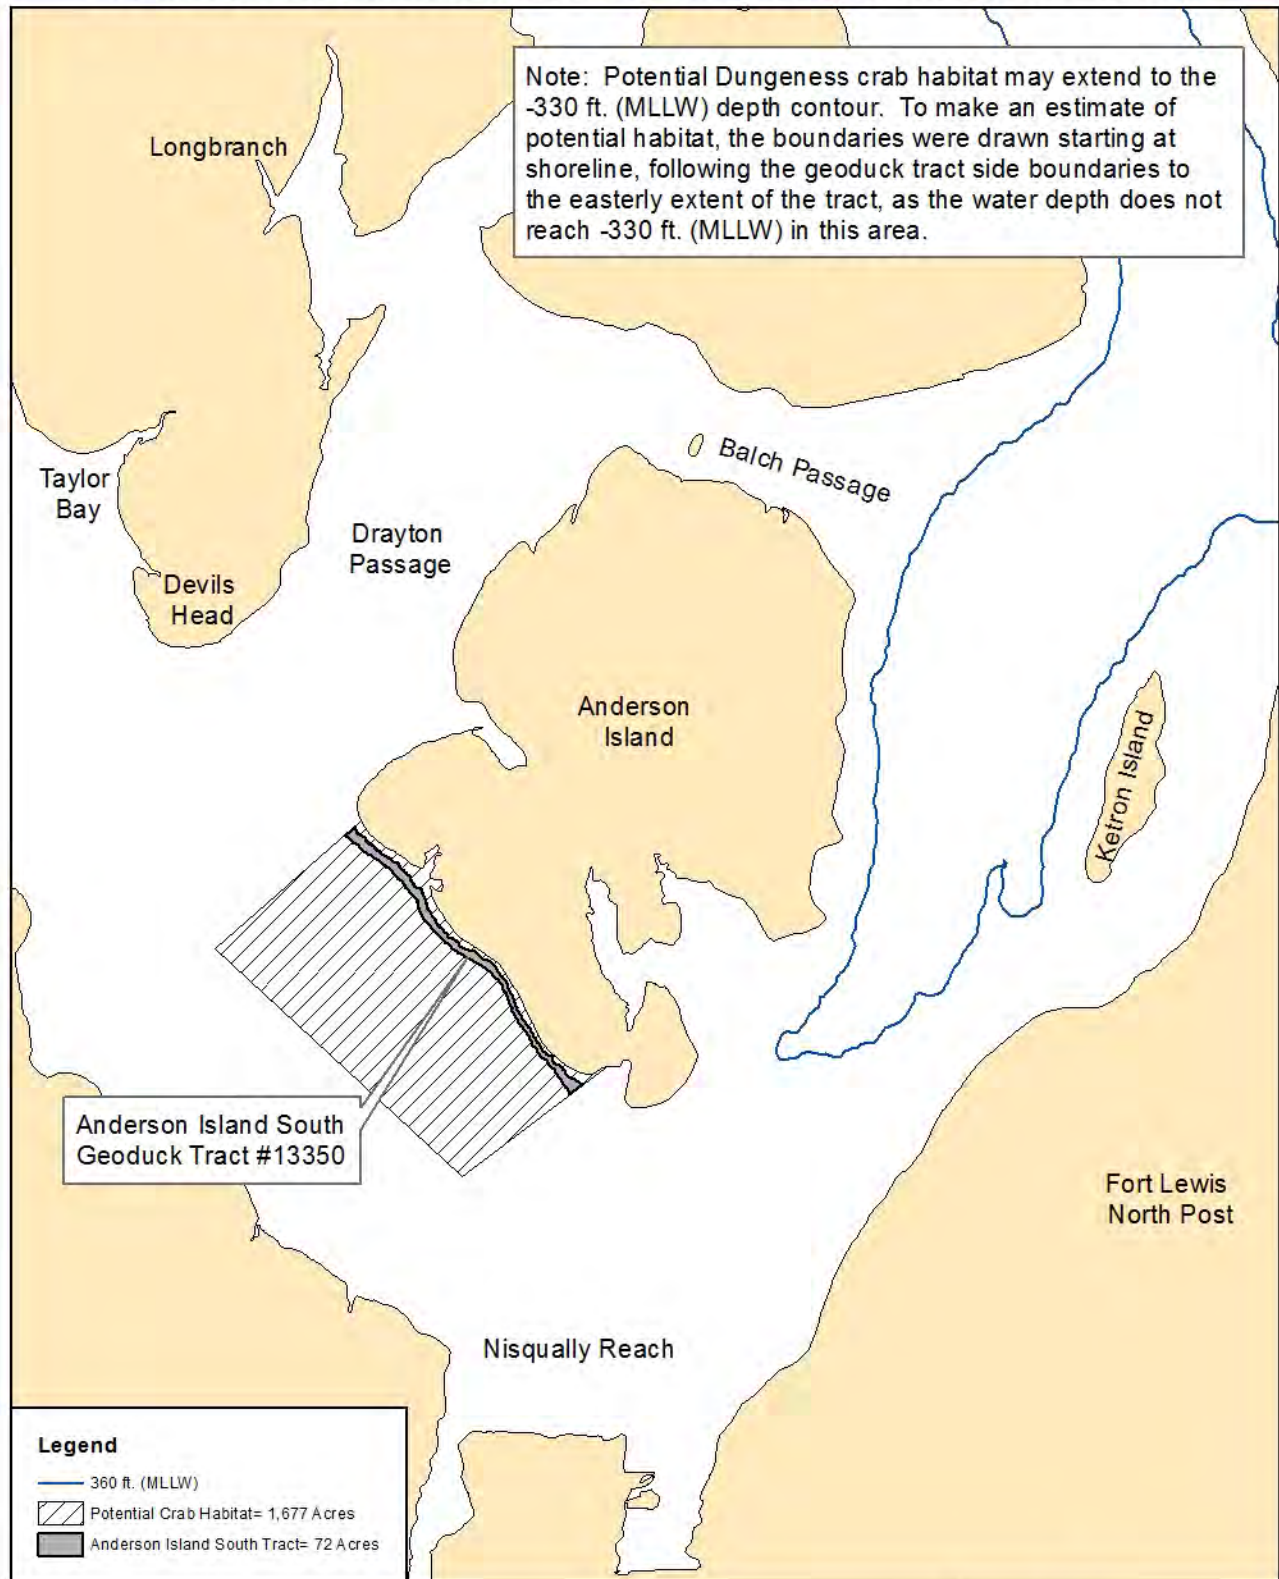 Note: Potential Dungeness crab habitat may extend to the
-330 ft. (MLLW) depth contour. To make an estimate of
potential habitat, the boundaries were drawn starting at
shoreline, following the geoduck tract side boundaries to
the easterly extent of the tract, as the water depth does not
reach -330 ft. (MLLW) in this area.
Longbranch
Balch Passage
Taylor
Bay
Drayton
Passage
Devils
Head
Anderson
Island
Ketron Island
Anderson Island South
Geoduck Tract #13350
Fort Lewis
North Post
Nisqually Reach
Legend
360 ft. (MLLW)
Potential Crab Habitat= 1,677 Acres
Anderson Island South Tract= 72 Acres